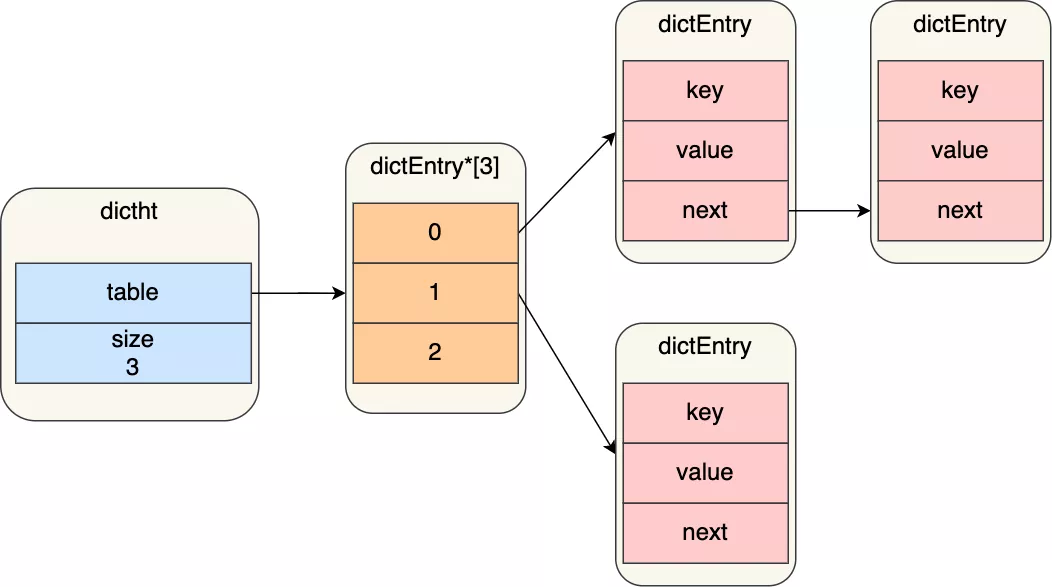 dictht
table
size
3
dictEntry*[3]
0
1
2
dictEntry
key
value
next
dictEntry
key
value
next
dictEntry
key
value
next